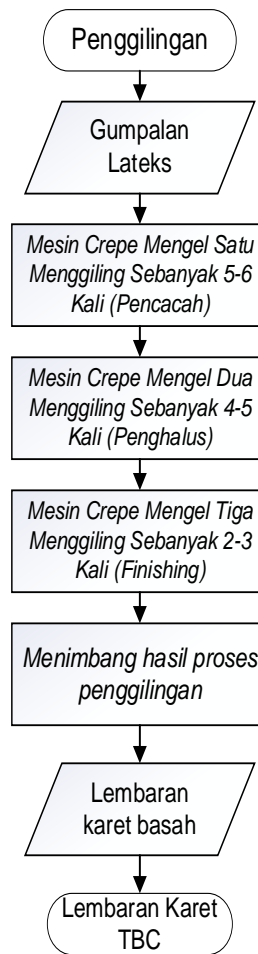 Penggilingan
Gumpalan
Lateks
Mesin Crepe Mengel Satu
Menggiling Sebanyak 5-6
Kali (Pencacah)
Mesin Crepe Mengel Dua
Menggiling Sebanyak 4-5
Kali (Penghalus)
Mesin Crepe Mengel Tiga
Menggiling Sebanyak 2-3
Kali (Finishing)
Menimbang hasil proses
penggilingan
Lembaran
karet basah
Lembaran Karet
TBC